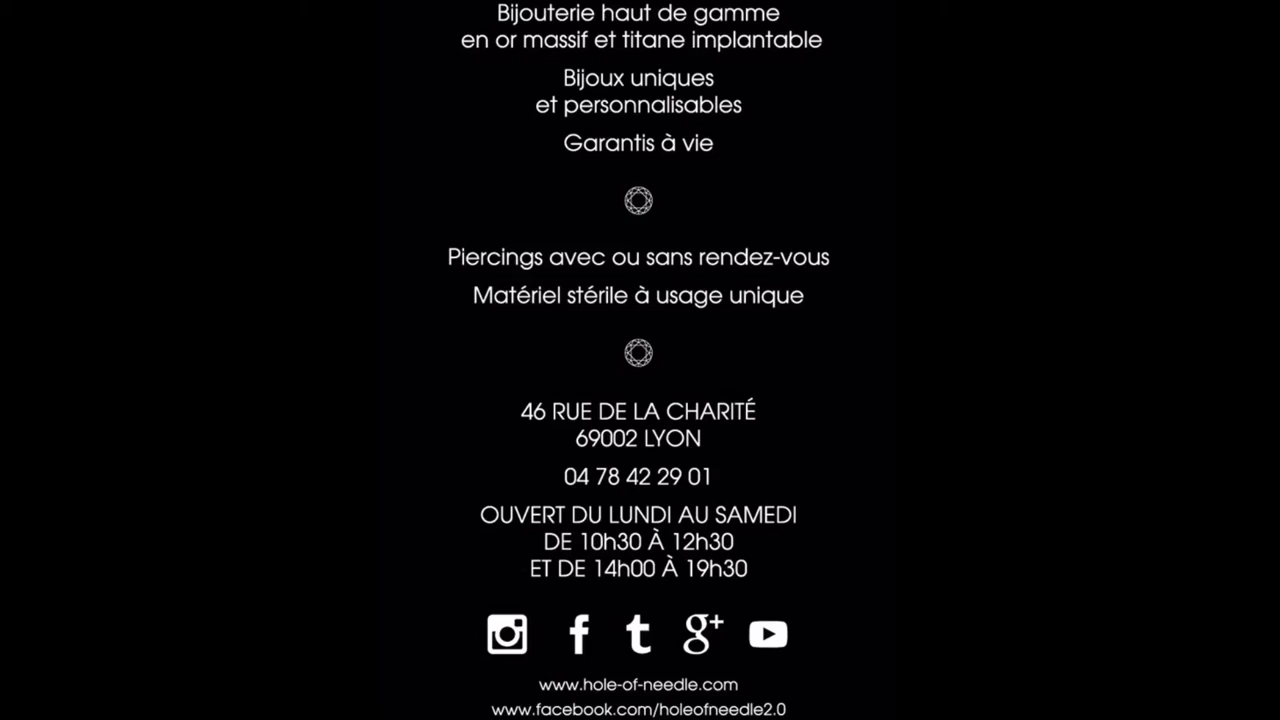 Bijouterie haut de gamme
en or massif et titane implantable
Bijoux uniques
et personnalisables
Garantis à vie
Piercings avec ou sans rendez-vous
Matériel stérile à usage unique
46 RUE DE LA CHARITÉ
69002 LYON
04 78 42 29 01
OUVERT DU LUNDI AU SAMEDI
DE 10h30 À 12h30
ET DE 14h00 À 19h30
www.hole-of-needle.com
www.facebook.com/holeofneedle2.0